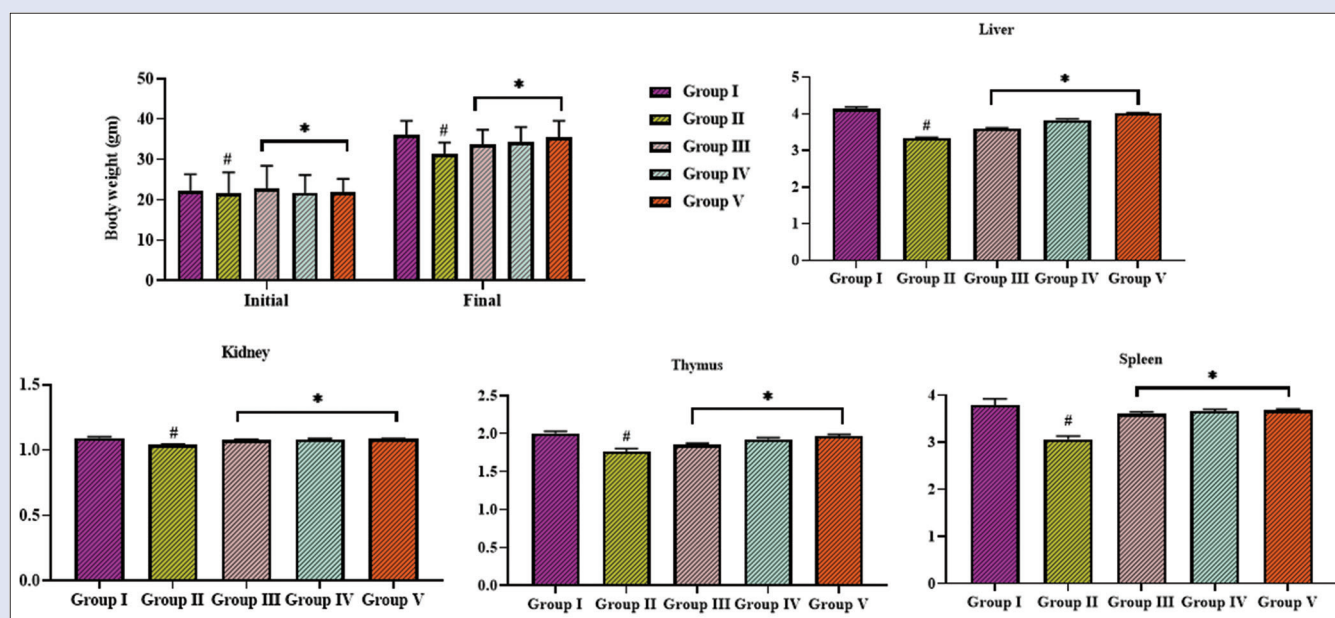 Body weight (gm)
50
40
30
20
10
0
#
*
#
*
Initial
Final
Group I
Group II
Group III
Group IV
Group V
Liver
5
4
3
2
1
0
#
*
Group I
Group II
Group III
Group IV
Group V
Kidney
1.5
1.0
0.5
0.0
#
*
Group I
Group II
Group III
Group IV
Group V
Thymus
2.5
2.0
1.5
1.0
0.5
0.0
#
*
Group I
Group II
Group III
Group IV
Group V
Spleen
4
3
2
1
0
#
*
Group I
Group II
Group III
Group IV
Group V